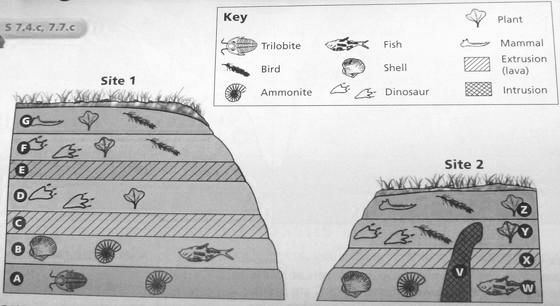 Key
S 7.4.c, 7.7.c
Plant
Trilobite
Fish
Mammal
Bird
Shell
Extrusion
(lava)
Ammonite
Dinosaur
Intrusion
Site 1
Site 2
G
F
E
D
C
B
A
Z
Y
X
V
W